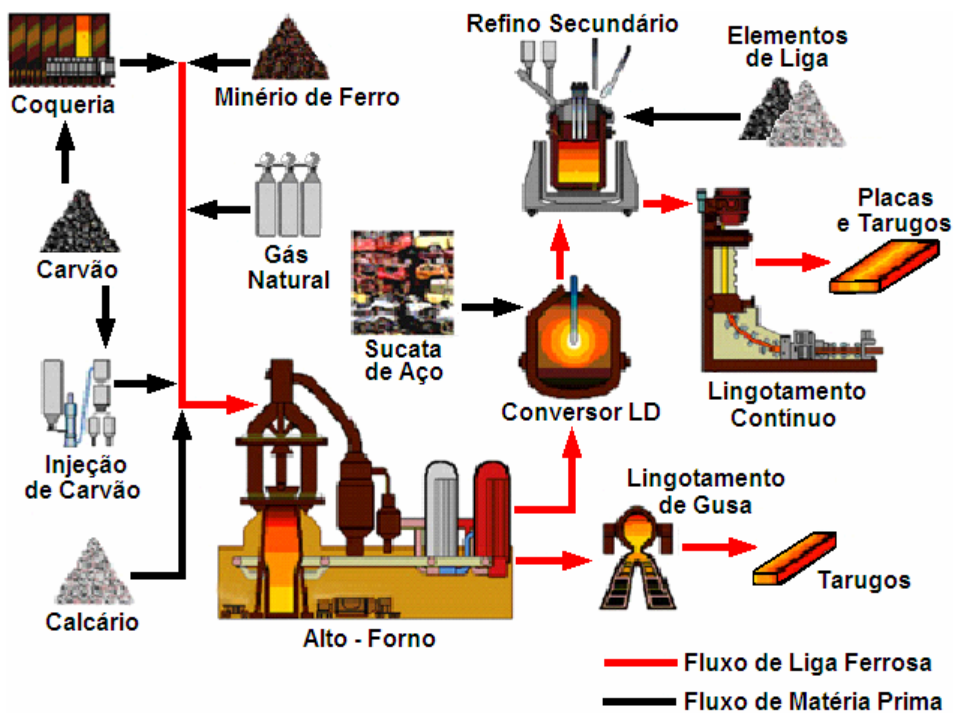 Refino Secundário
Elementos
de Liga
Coqueria
Minério de Ferro
Placas
e Tarugos
Carvão
Gás
Natural
Sucata
de Aço
Conversor LD
Lingotamento
Contínuo
Injeção
de Carvão
Lingotamento
de Gusa
Tarugos
Calcário
Alto - Forno
Fluxo de Liga Ferrosa
Fluxo de Matéria Prima